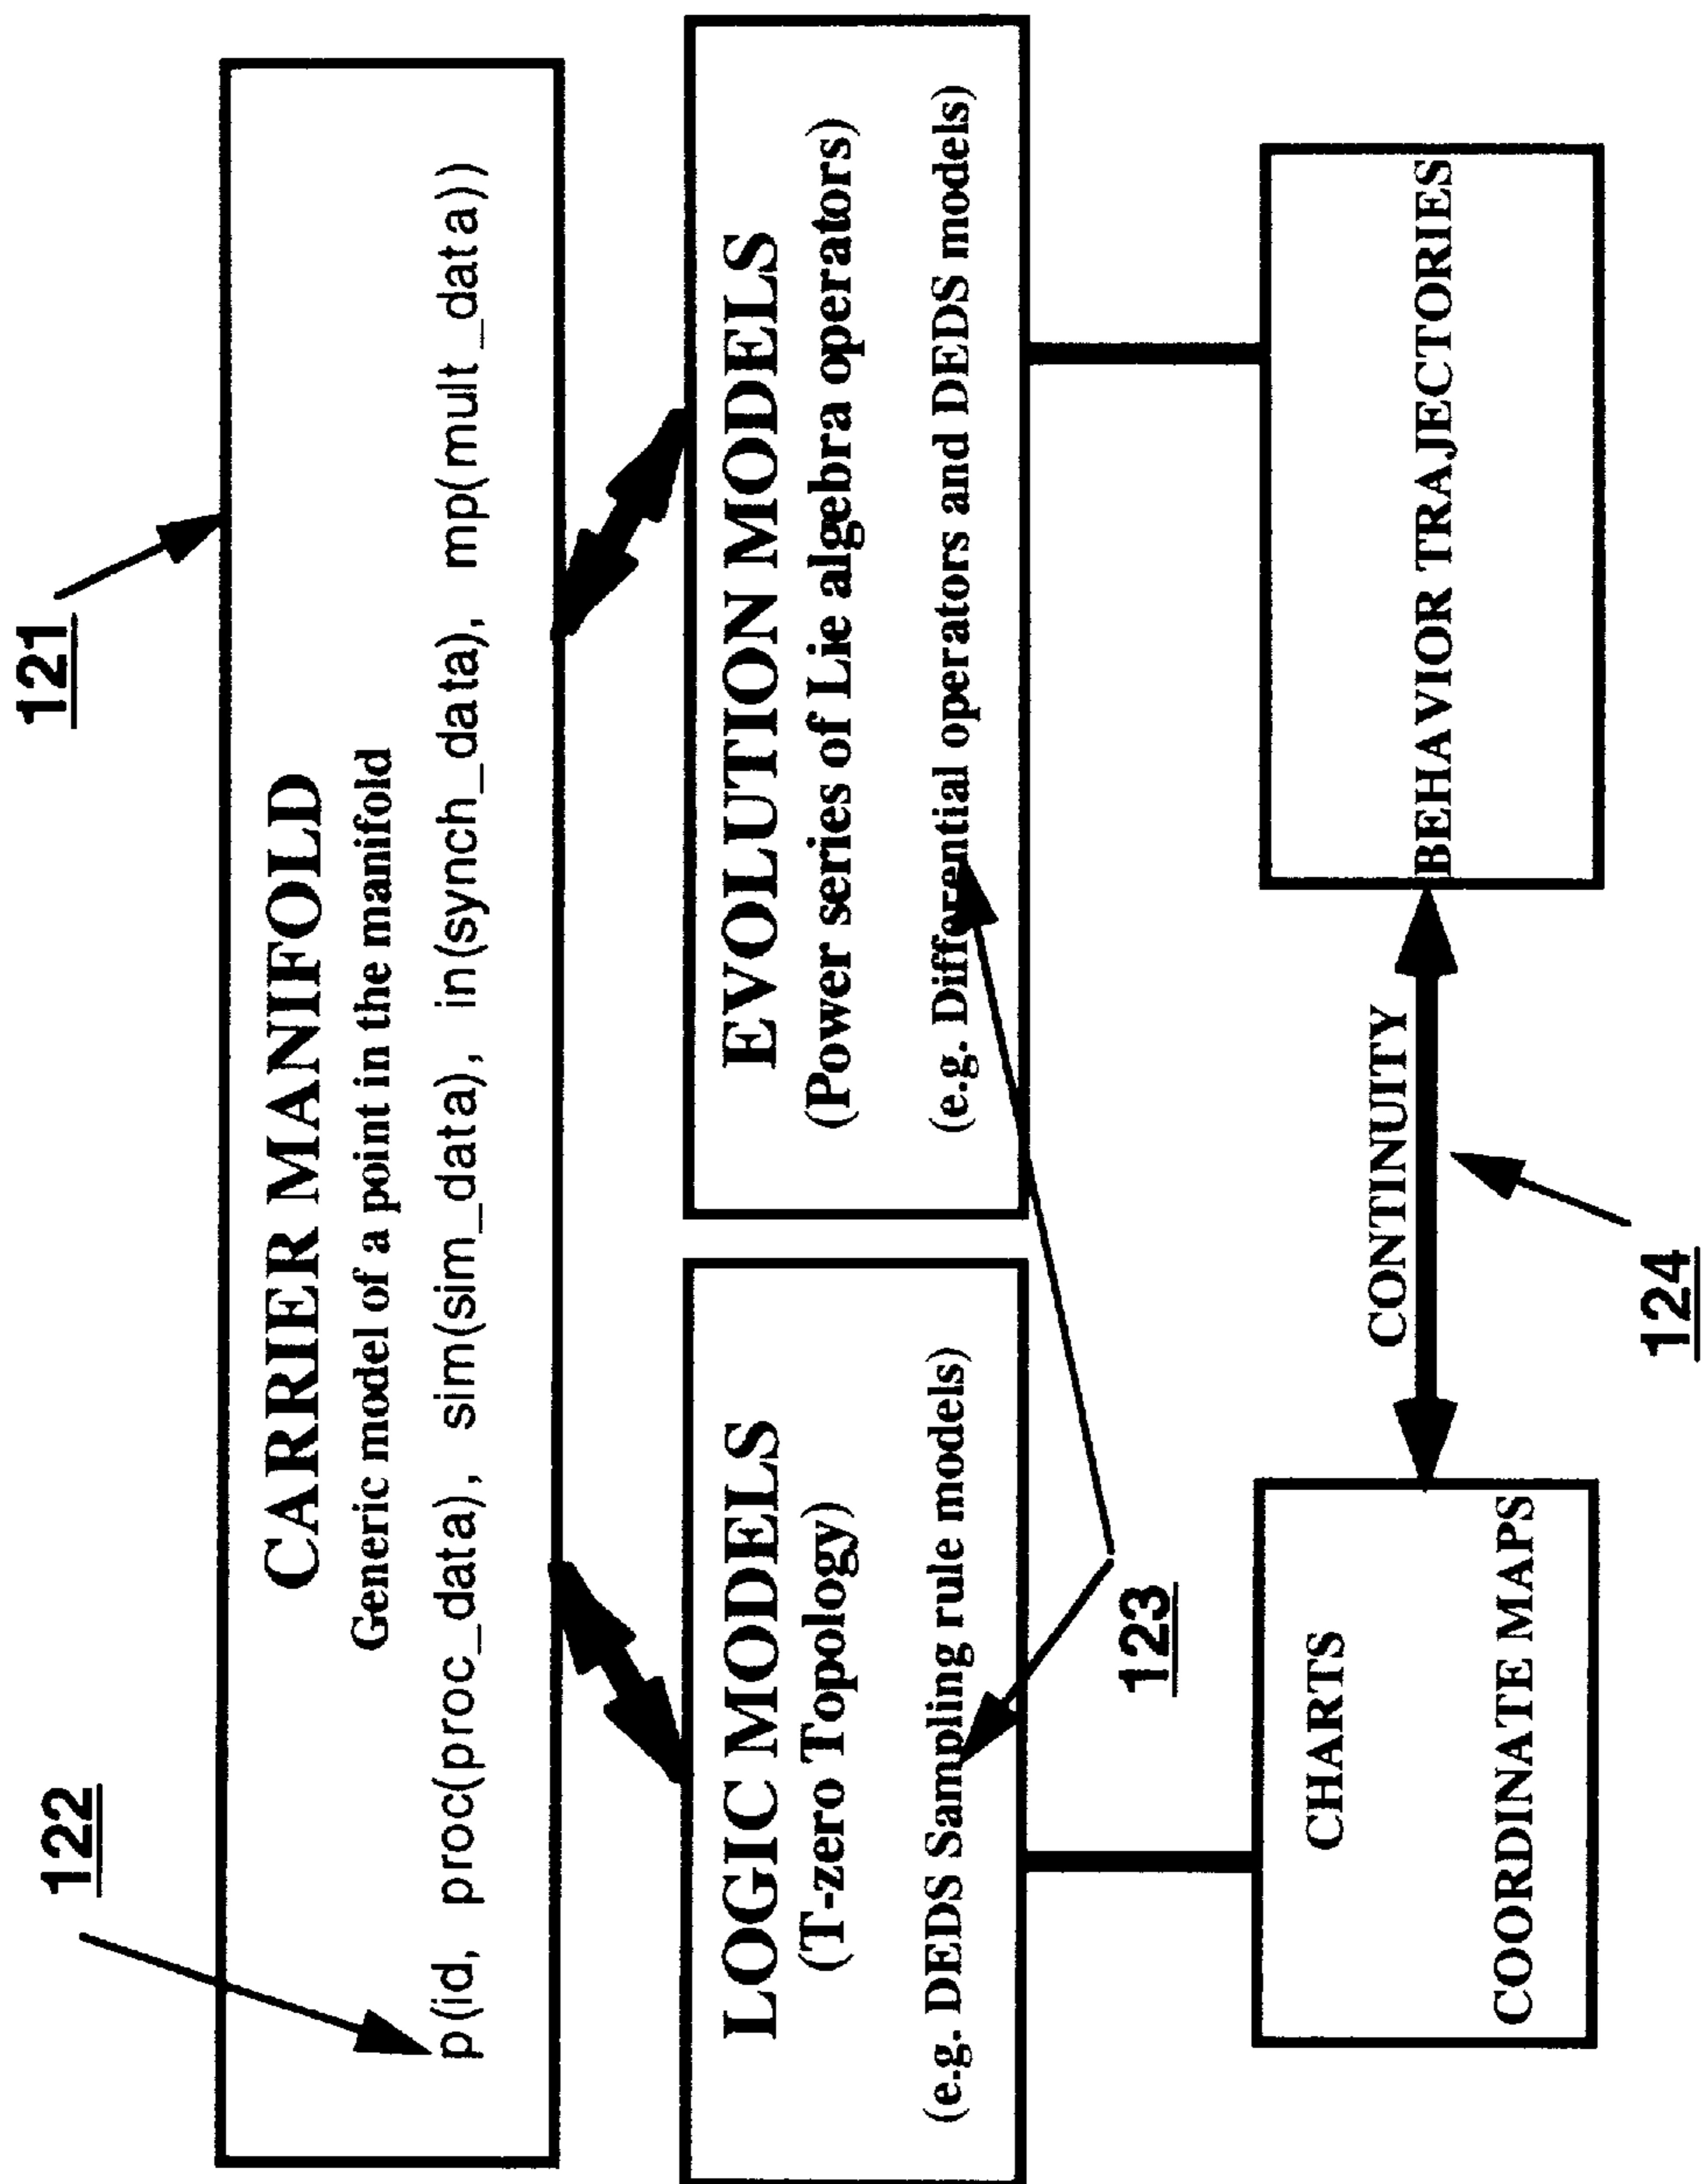 121
122
CARRIER MANIFOLD
Generic model of a point in the manifold
p(id, proc(proc_data), sim(sim_data), in(synch_data), mp(mult_data))
LOGIC MODELS
(T-zero Topology)
(e.g. DEDS Sampling rule models)
EVOLUTION MODELS
(Power series of Lie algebra operators)
(e.g. Differential operators and DEDS models)
123
CHARTS
COORDINATE MAPS
CONTINUITY
124
BEHAVIOR TRAJECTORIES